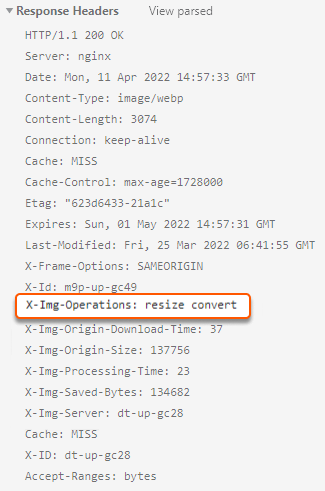 Response Headers View parsed
HTTP/1.1 200 OK
Server: nginx
Date: Mon, 11 Apr 2022 14:57:33 GMT
Content-Type: image/webp
Content-Length: 3074
Connection: keep-alive
Cache: MISS
Cache-Control: max-age=1728000
Etag: "623d6433-21a1c"
Expires: Sun, 01 May 2022 14:57:31 GMT
Last-Modified: Fri, 25 Mar 2022 06:41:55 GMT
X-Frame-Options: SAMEORIGIN
X-Id: m9p-up-gc49
X-Img-Operations: resize convert
X-Img-Origin-Download-Time: 37
X-Img-Origin-Size: 137756
X-Img-Processing-Time: 23
X-Img-Saved-Bytes: 134682
X-Img-Server: dt-up-gc28
Cache: MISS
X-ID: dt-up-gc28
Accept-Ranges: bytes